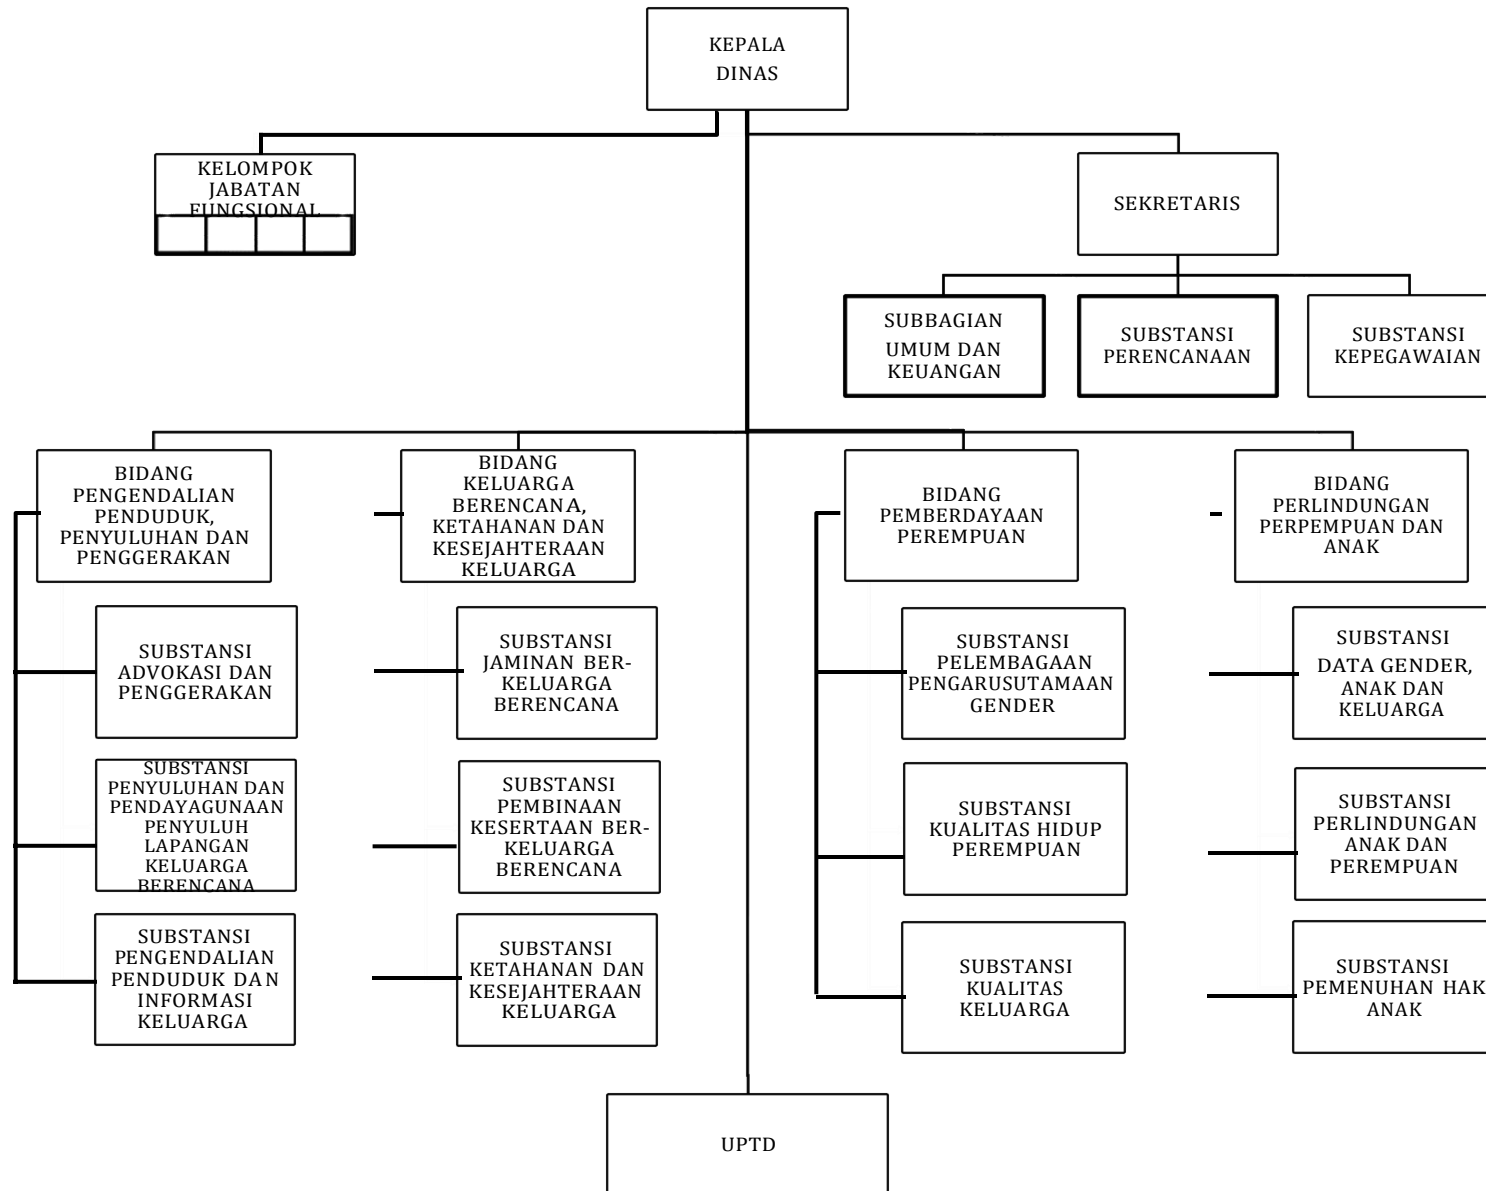 KEPALA
DINAS
KELOMPOK
JABATAN
FUNGSIONAL
SEKRETARIS
SUBBAGIAN
UMUM DAN
KEUANGAN
SUBSTANSI
PERENCANAAN
SUBSTANSI
KEPEGAWAIAN
BIDANG
PENGENDALIAN
PENDUDUK,
PENYULUHAN DAN
PENGGERAKAN
BIDANG
KELUARGA
BERENCANA,
KETAHANAN DAN
KESEJAHTERAAN
KELUARGA
BIDANG
PEMBERDAYAAN
PEREMPUAN
BIDANG
PERLINDUNGAN
PERPEMPUAN DAN
ANAK
SUBSTANSI
ADVOKASI DAN
PENGGERAKAN
SUBSTANSI
JAMINAN BER-
KELUARGA
BERENCANA
SUBSTANSI
PELEMBAGAAN
PENGARUSUTAMAAN
GENDER
SUBSTANSI
DATA GENDER,
ANAK DAN
KELUARGA
SUBSTANSI
PENYULUHAN DAN
PENDAYAGUNAAN
PENYULUH
LAPANGAN
KELUARGA
BERENCANA
SUBSTANSI
PEMBINAAN
KESERTAAN BER-
KELUARGA
BERENCANA
SUBSTANSI
KUALITAS HIDUP
PEREMPUAN
SUBSTANSI
PERLINDUNGAN
ANAK DAN
PEREMPUAN
SUBSTANSI
PENGENDALIAN
PENDUDUK DAN
INFORMASI
KELUARGA
SUBSTANSI
KETAHANAN DAN
KESEJAHTERAAN
KELUARGA
SUBSTANSI
KUALITAS
KELUARGA
SUBSTANSI
PEMENUHAN HAK
ANAK
UPTD